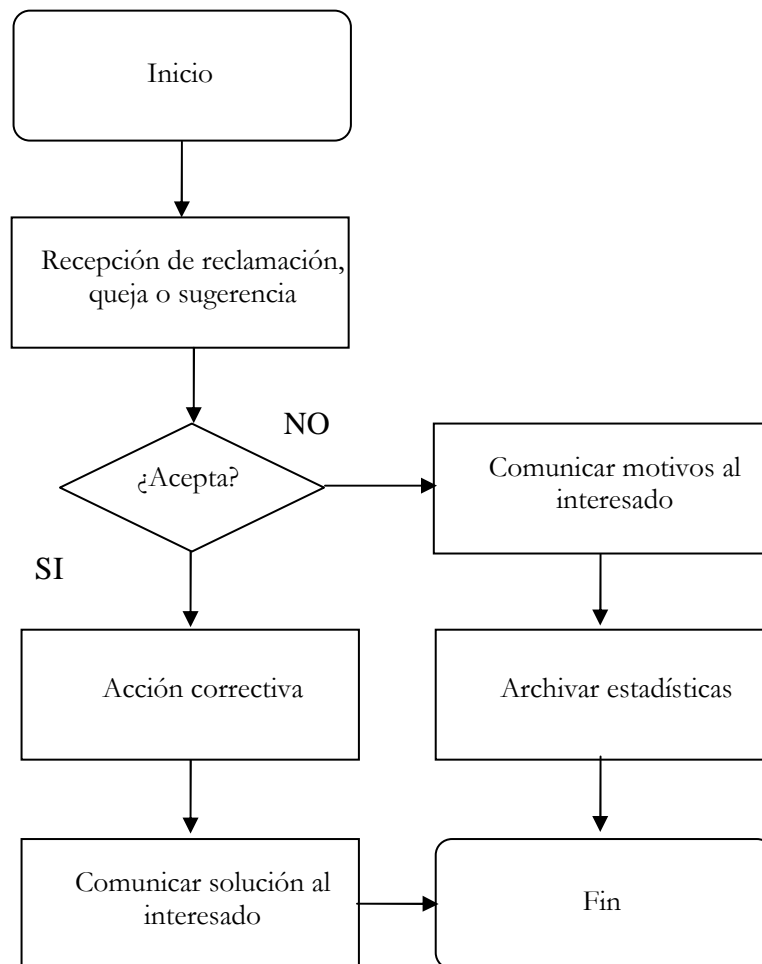 Inicio
Recepción de reclamación,
queja o sugerencia
NO
¿Acepta?
Comunicar motivos al
interesado
SI
Acción correctiva
Archivar estadísticas
Comunicar solución al
interesado
Fin